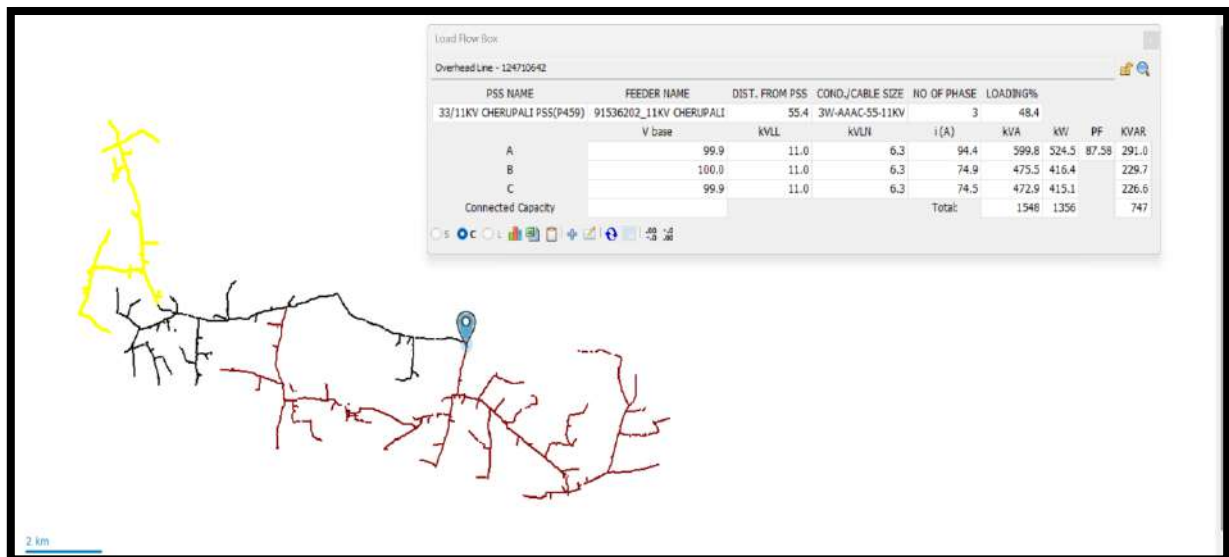 Load Flow Box
OverheadLine - 124710642
PSS NAME FEEDER NAME DIST. FROM PSS COND./CABLE SIZE NO OF PHASE LOADING%
33/11KV CHERUPALI PSS(P459) 91536202_11KV CHERUPALI 55.4 3W-AAAC-55-11KV 3 48.4
V base kVLL kVLN i(A) kVA kW PF KVAR
A 99.9 11.0 6.3 94.4 599.8 524.5 87.58 291.0
B 100.0 11.0 6.3 74.9 475.5 416.4 229.7
C 99.9 11.0 6.3 74.5 472.9 415.1 226.6
Connected Capacity Total: 1548 1356 747
S C L
2 km